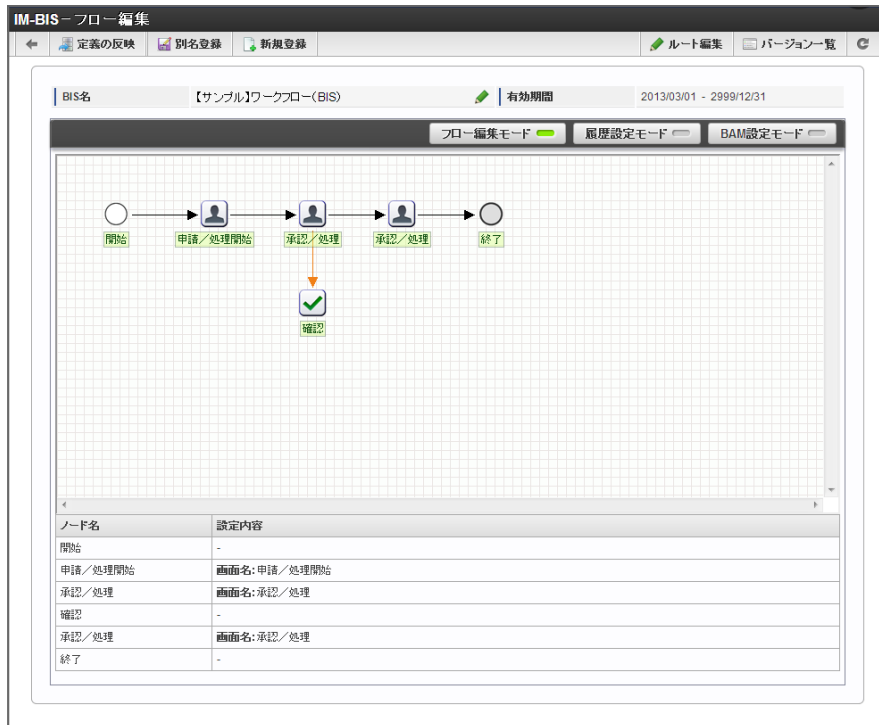 IM-BIS－フロー編集
定義の反映 別名登録 新規登録 ルート編集 バージョン一覧
BIS名 【サンプル】ワークフロー(BIS) 有効期間 2013/03/01 - 2999/12/31
フロー編集モード 履歴設定モード BAM設定モード
開始 申請／処理開始 承認／処理 承認／処理 終了
確認
ノード名 設定内容
開始 -
申請／処理開始 画面名:申請／処理開始
承認／処理 画面名:承認／処理
確認 -
承認／処理 画面名:承認／処理
終了 -